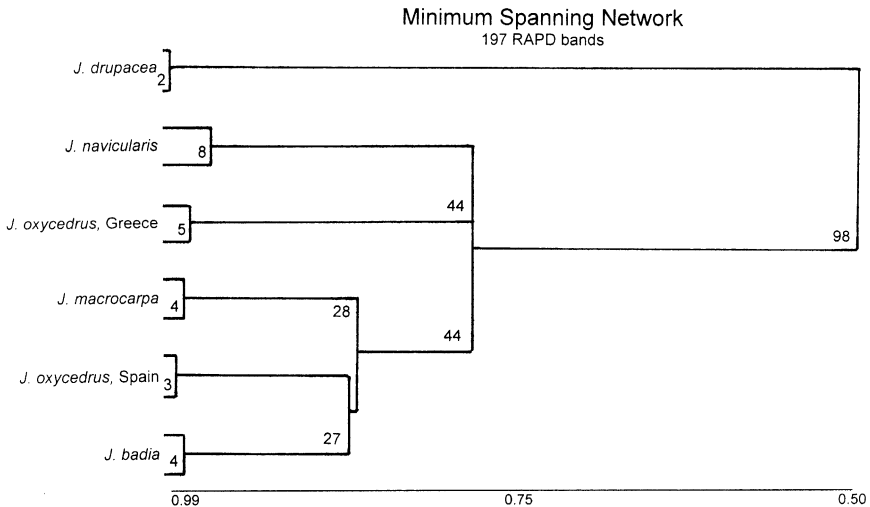 Minimum Spanning Network
197 RAPD bands
J. drupacea 2
J. navicularis 8
44
J. oxycedrus, Greece 5
98
J. macrocarpa 4
28
44
J. oxycedrus, Spain 3
27
J. badia 4
0.99 0.75 0.50